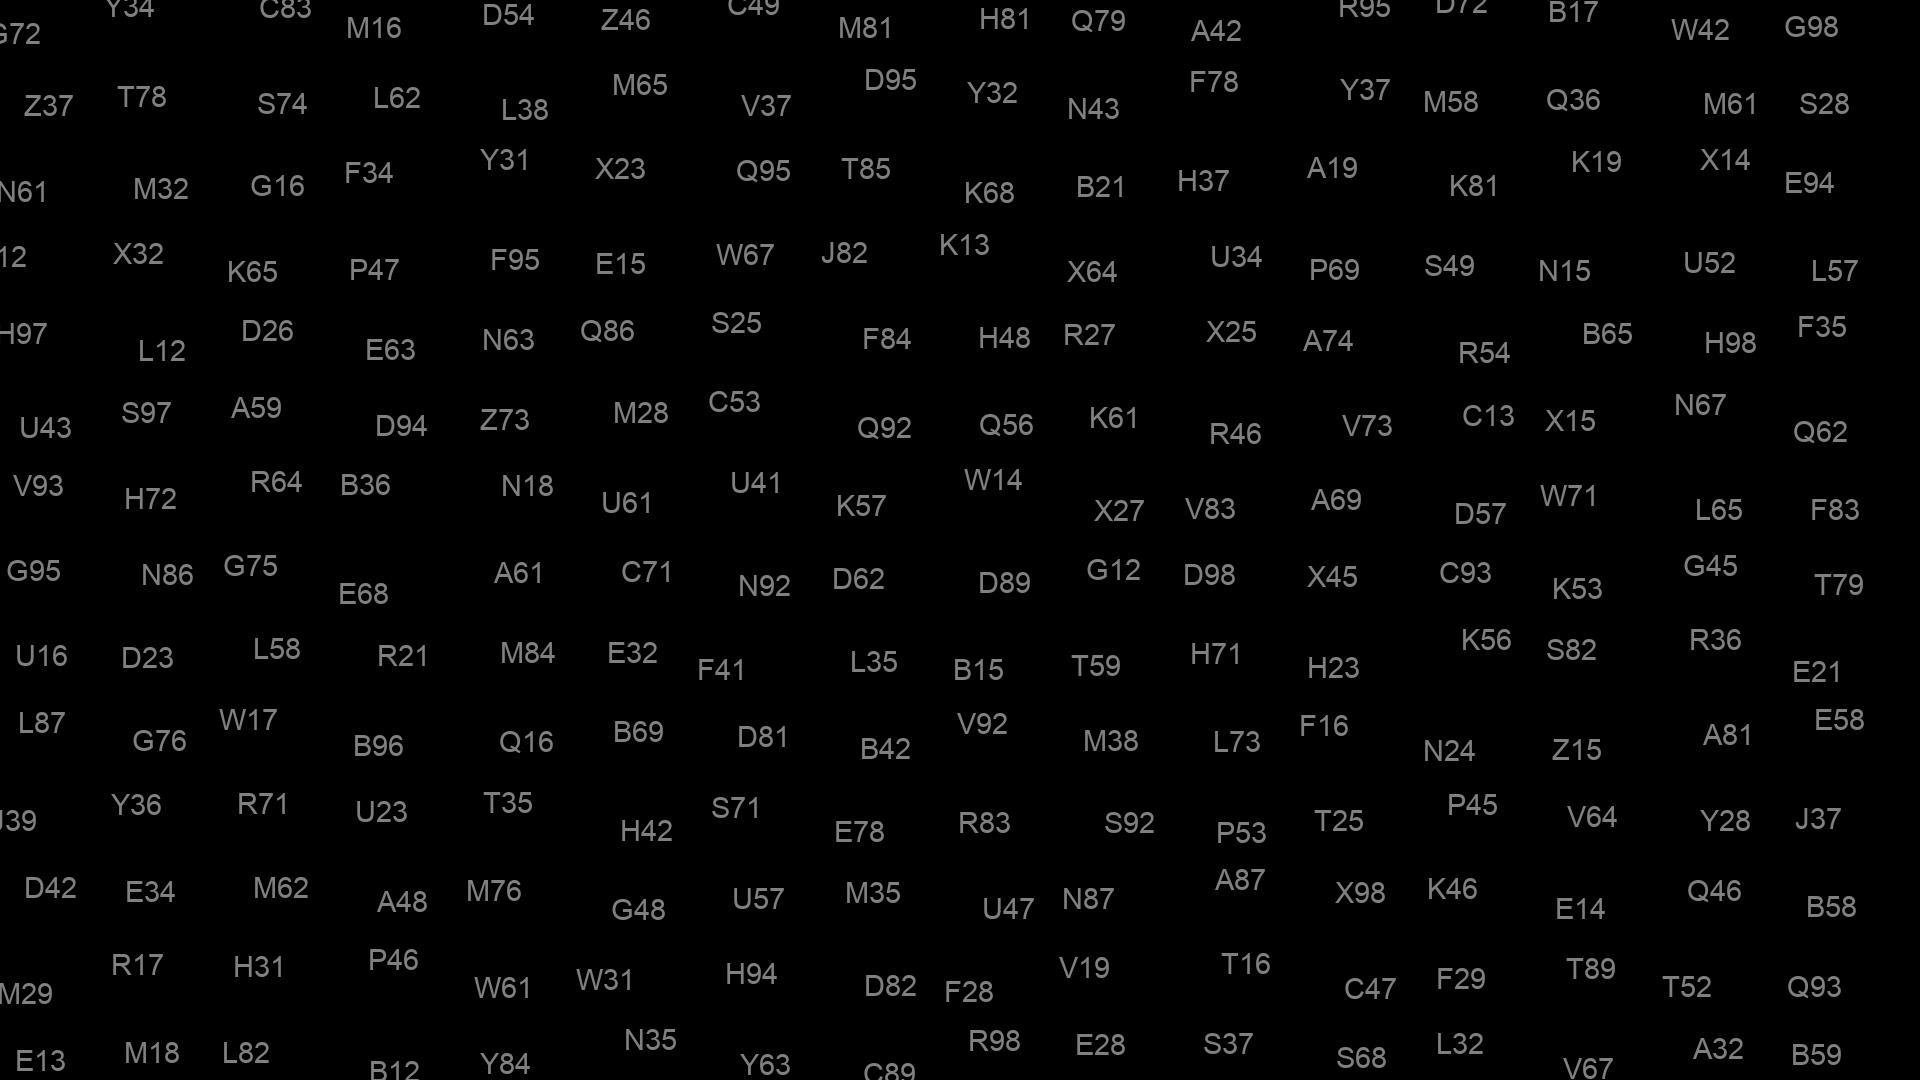 G72 Y34 C83 M16 D54 Z46 C49 M81 H81 Q79 A42 R95 D72 B17 W42 G98
Z37 T78 S74 L62 L38 M65 V37 D95 Y32 N43 F78 Y37 M58 Q36 M61 S28
N61 M32 G16 F34 Y31 X23 Q95 T85 K68 B21 H37 A19 K81 K19 X14 E94
12 X32 K65 P47 F95 E15 W67 J82 K13 X64 U34 P69 S49 N15 U52 L57
H97 L12 D26 E63 N63 Q86 S25 F84 H48 R27 X25 A74 R54 B65 H98 F35
U43 S97 A59 D94 Z73 M28 C53 Q92 Q56 K61 R46 V73 C13 X15 N67 Q62
V93 H72 R64 B36 N18 U61 U41 K57 W14 X27 V83 A69 D57 W71 L65 F83
G95 N86 G75 E68 A61 C71 N92 D62 D89 G12 D98 X45 C93 K53 G45 T79
U16 D23 L58 R21 M84 E32 F41 L35 B15 T59 H71 H23 K56 S82 R36 E21
L87 G76 W17 B96 Q16 B69 D81 B42 V92 M38 L73 F16 N24 Z15 A81 E58
39 Y36 R71 U23 T35 H42 S71 E78 R83 S92 P53 T25 P45 V64 Y28 J37
D42 E34 M62 A48 M76 G48 U57 M35 U47 N87 A87 X98 K46 E14 Q46 B58
M29 R17 H31 P46 W61 W31 H94 D82 F28 V19 T16 C47 F29 T89 T52 Q93
E13 M18 L82 B12 Y84 N35 Y63 C89 R98 E28 S37 S68 L32 V67 A32 B59